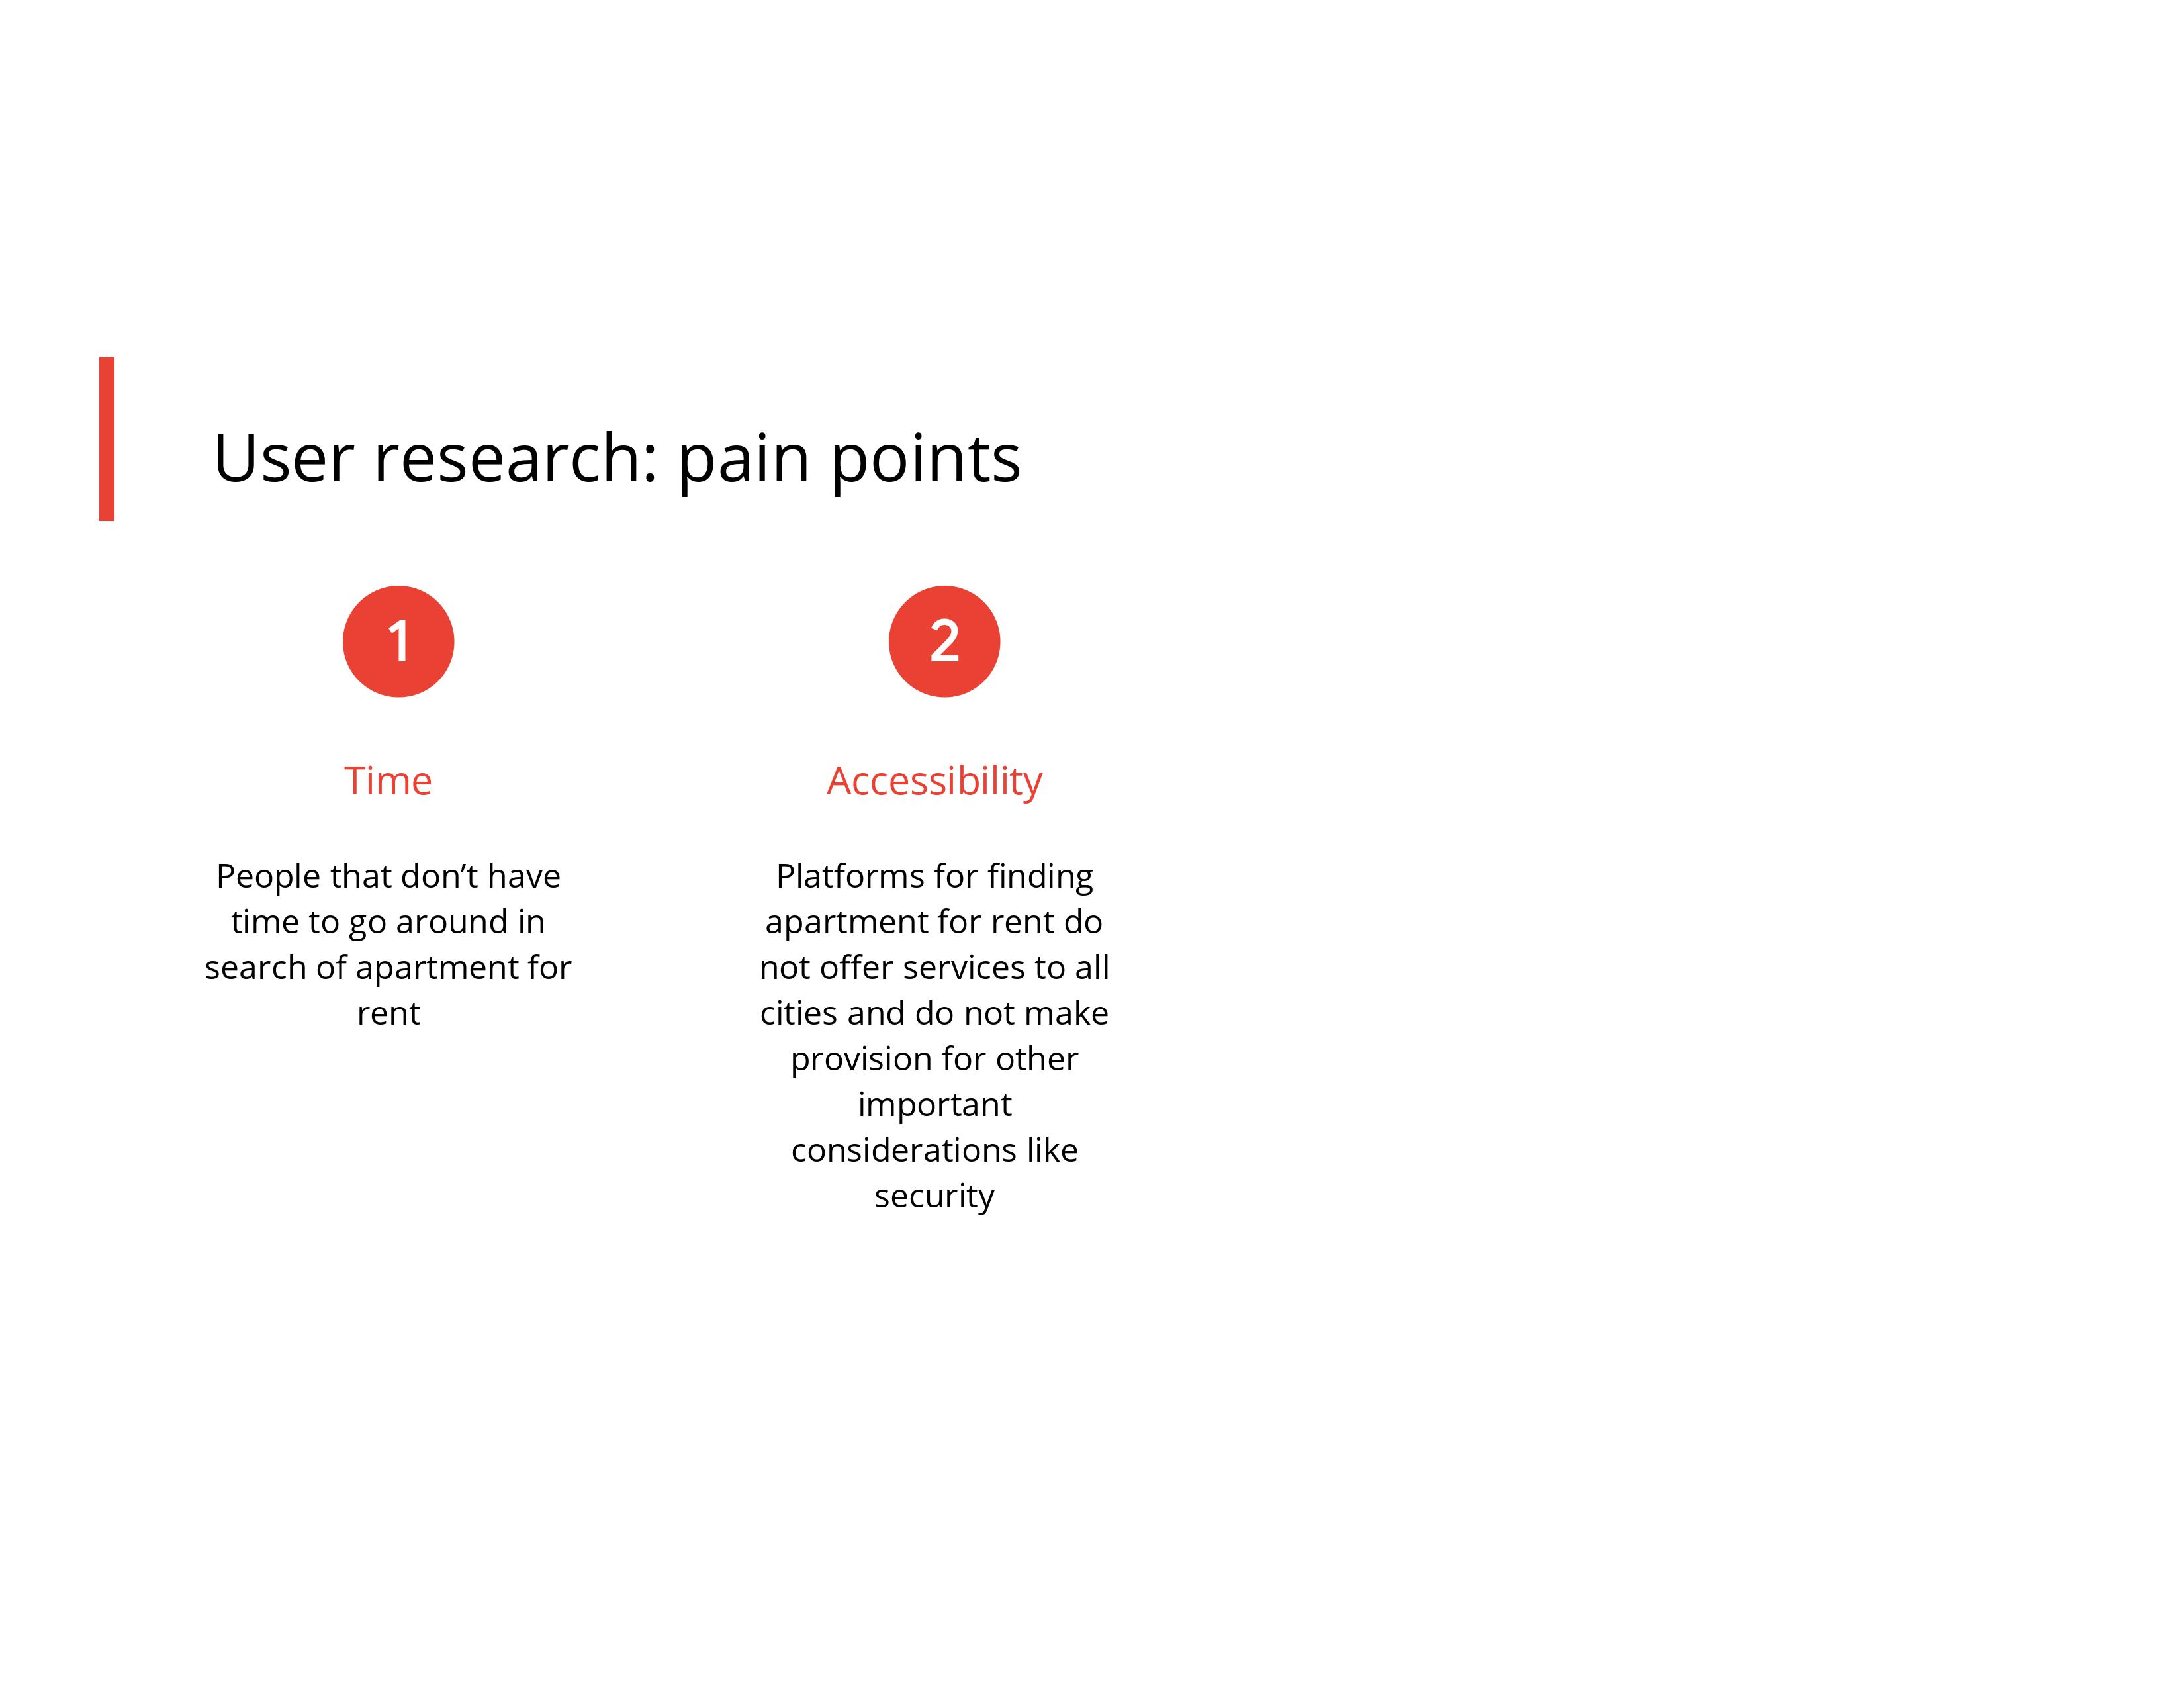 User research: pain points
1
Time
People that don’t have
time to go around in
search of apartment for
rent
2
Accessibility
Platforms for finding
apartment for rent do
not offer services to all
cities and do not make
provision for other
important
considerations like
security